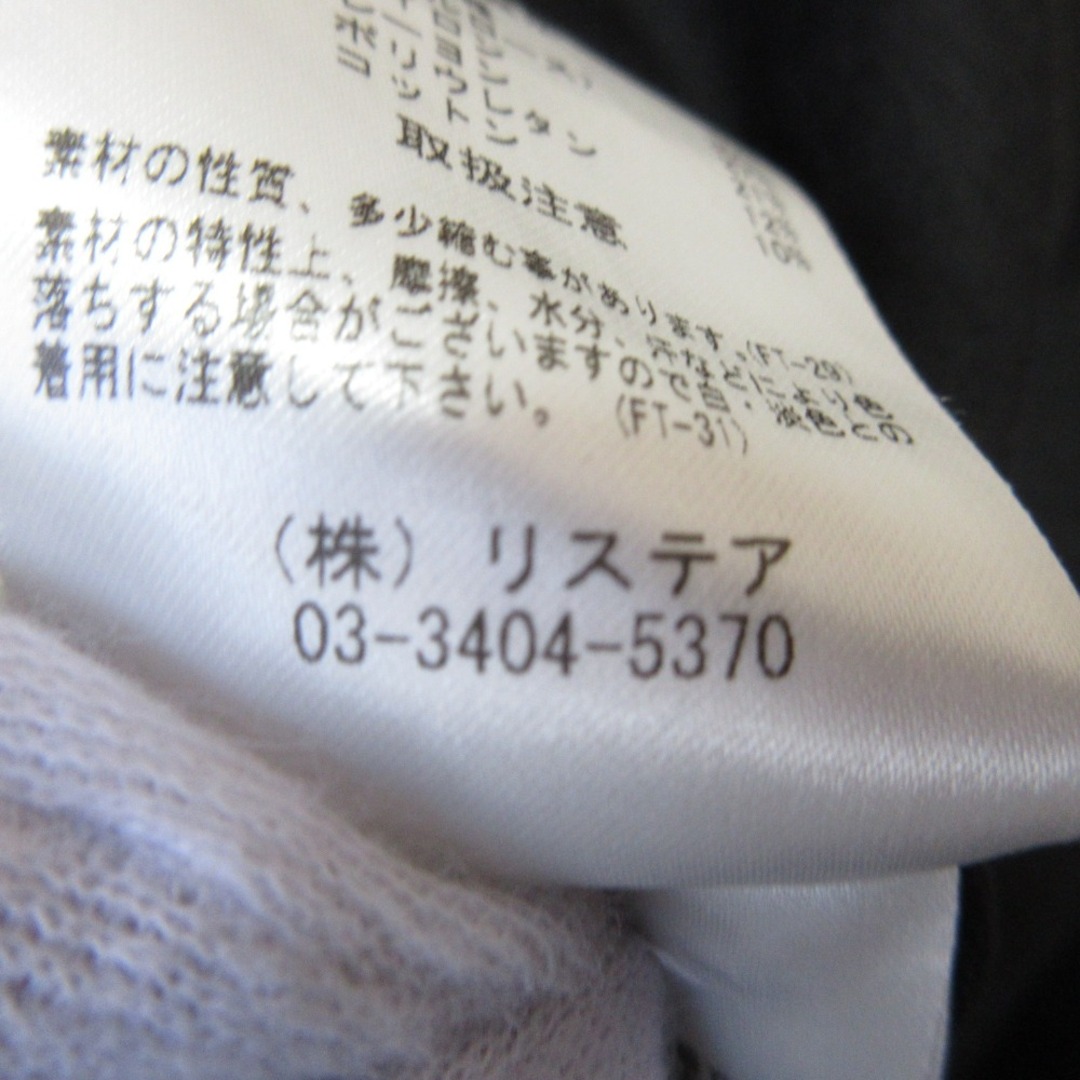 取扱注意
素材の性質、多少縮む事があります。(FT-29)
素材の特性上、摩擦、水分、汗などにより色
落ちする場合がございますので白・淡色との
着用に注意して下さい。 (FT-31)
(株) リステア
03-3404-5370